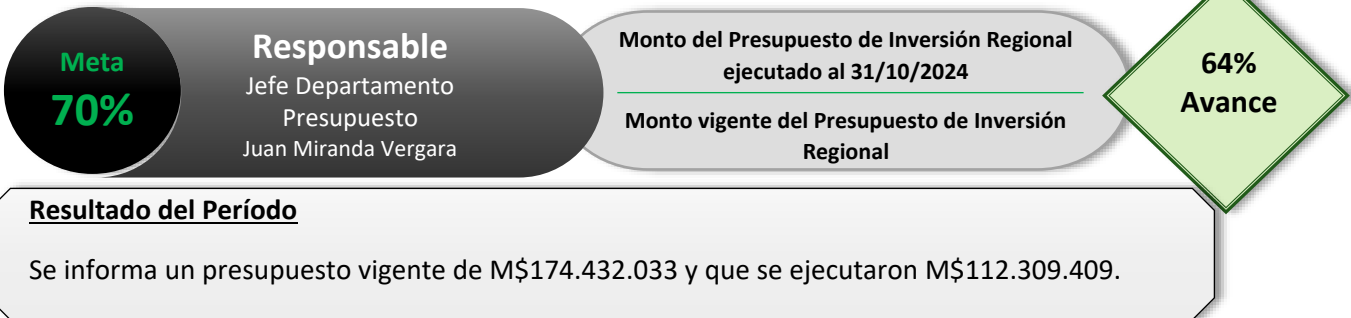 Meta
70%
Responsable
Jefe Departamento
Presupuesto
Juan Miranda Vergara
Monto del Presupuesto de Inversión Regional
ejecutado al 31/10/2024
Monto vigente del Presupuesto de Inversión
Regional
64%
Avance
Resultado del Período
Se informa un presupuesto vigente de M$174.432.033 y que se ejecutaron M$112.309.409.